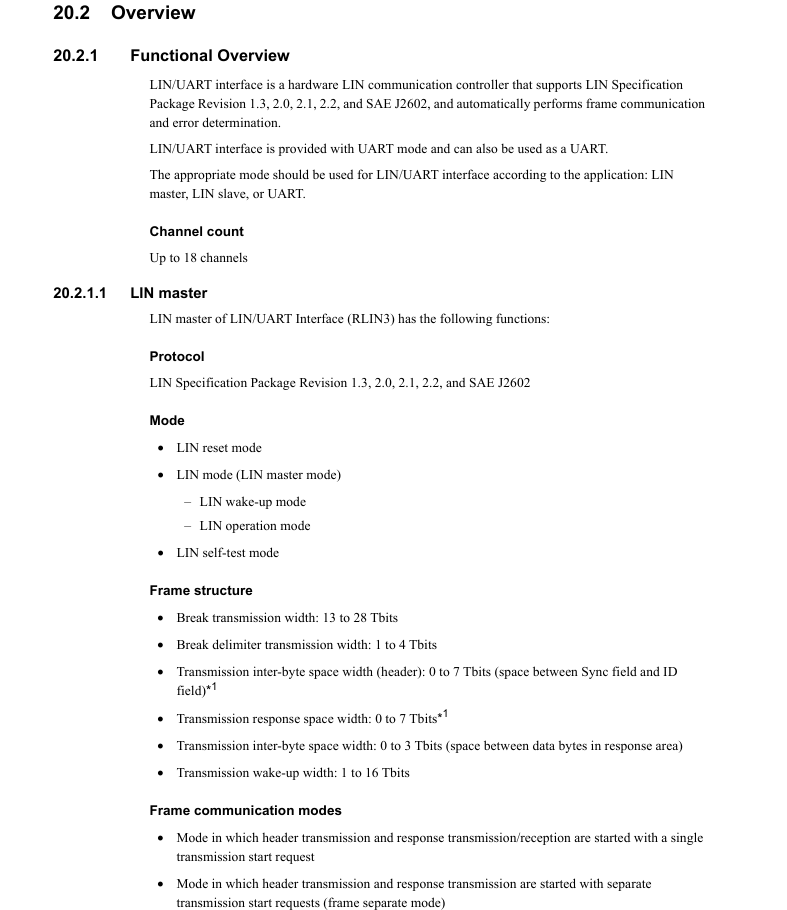 20.2 Overview
20.2.1 Functional Overview
LIN/UART interface is a hardware LIN communication controller that supports LIN Specification
Package Revision 1.3, 2.0, 2.1, 2.2, and SAE J2602, and automatically performs frame communication
and error determination.
LIN/UART interface is provided with UART mode and can also be used as a UART.
The appropriate mode should be used for LIN/UART interface according to the application: LIN
master, LIN slave, or UART.
Channel count
Up to 18 channels
20.2.1.1 LIN master
LIN master of LIN/UART Interface (RLIN3) has the following functions:
Protocol
LIN Specification Package Revision 1.3, 2.0, 2.1, 2.2, and SAE J2602
Mode
• LIN reset mode
• LIN mode (LIN master mode)
– LIN wake-up mode
– LIN operation mode
• LIN self-test mode
Frame structure
• Break transmission width: 13 to 28 Tbits
• Break delimiter transmission width: 1 to 4 Tbits
• Transmission inter-byte space width (header): 0 to 7 Tbits (space between Sync field and ID
field)*1
• Transmission response space width: 0 to 7 Tbits*1
• Transmission inter-byte space width: 0 to 3 Tbits (space between data bytes in response area)
• Transmission wake-up width: 1 to 16 Tbits
Frame communication modes
• Mode in which header transmission and response transmission/reception are started with a single
transmission start request
• Mode in which header transmission and response transmission are started with separate
transmission start requests (frame separate mode)